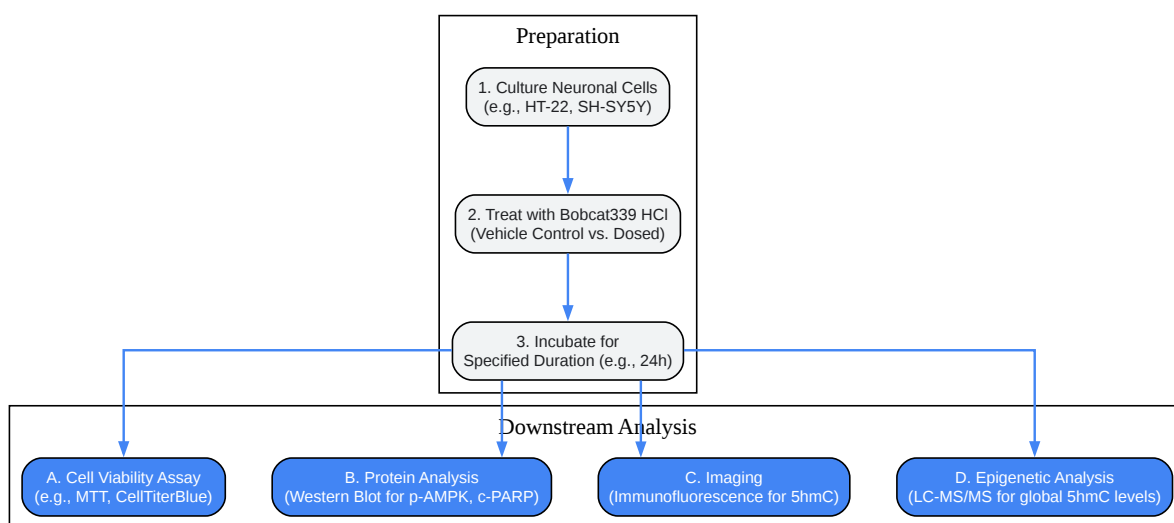 Preparation
1. Culture Neuronal Cells
(e.g., HT-22, SH-SY5Y)
2. Treat with Bobcat339 HCl
(Vehicle Control vs. Dosed)
3. Incubate for
Specified Duration (e.g., 24h)
Downstream Analysis
A. Cell Viability Assay
(e.g., MTT, CellTiterBlue)
B. Protein Analysis
(Western Blot for p-AMPK, c-PARP)
C. Imaging
(Immunofluorescence for 5hmC)
D. Epigenetic Analysis
(LC-MS/MS for global 5hmC levels)